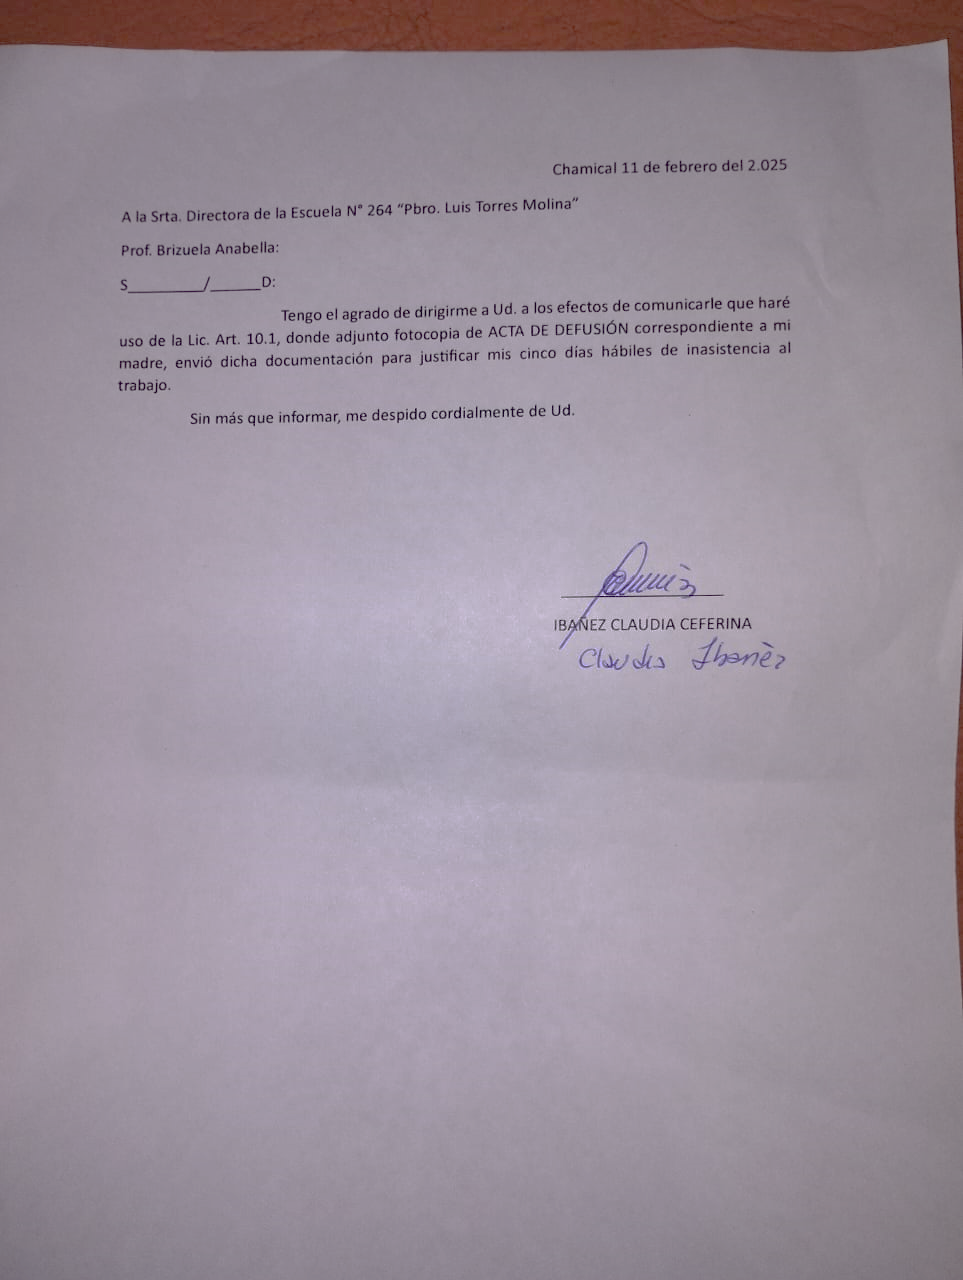 Chamical 11 de febrero del 2.025
A la Srta. Directora de la Escuela N° 264 “Pbro. Luis Torres Molina”
Prof. Brizuela Anabella:
S_________/______D:
Tengo el agrado de dirigirme a Ud. a los efectos de comunicarle que haré
uso de la Lic. Art. 10.1, donde adjunto fotocopia de ACTA DE DEFUSIÓN correspondiente a mi
madre, envió dicha documentación para justificar mis cinco días hábiles de inasistencia al
trabajo.
Sin más que informar, me despido cordialmente de Ud.
IBAÑEZ CLAUDIA CEFERINA
Claudia Ibañèz